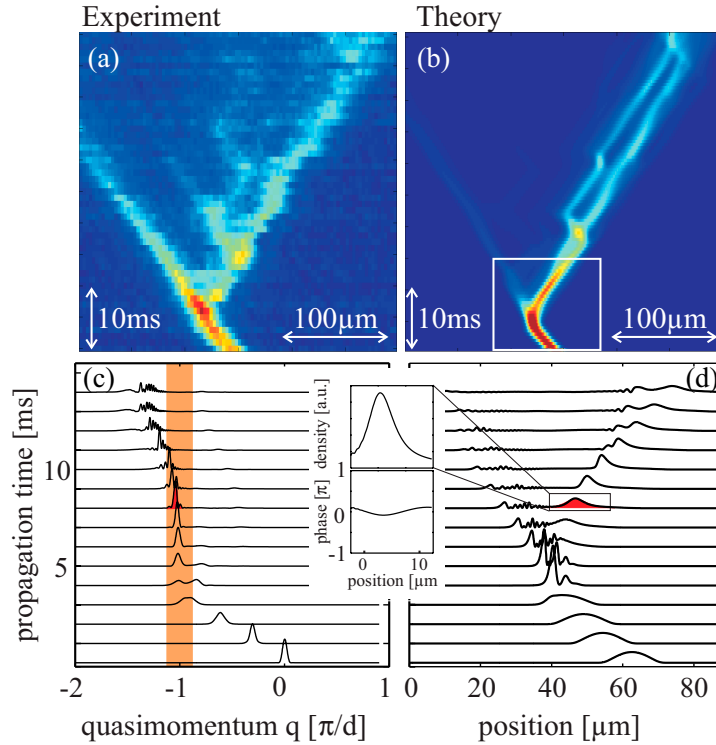 Experiment Theory
(a) (b)
10ms 100µm 10ms 100µm
(c) (d)
propagation time [ms]
10
5
-2 -1 0 1
quasimomentum q [π/d]
density [a.u.]
phase [π]
1
0
-1
0 10
position [µm]
0 20 40 60 80
position [µm]